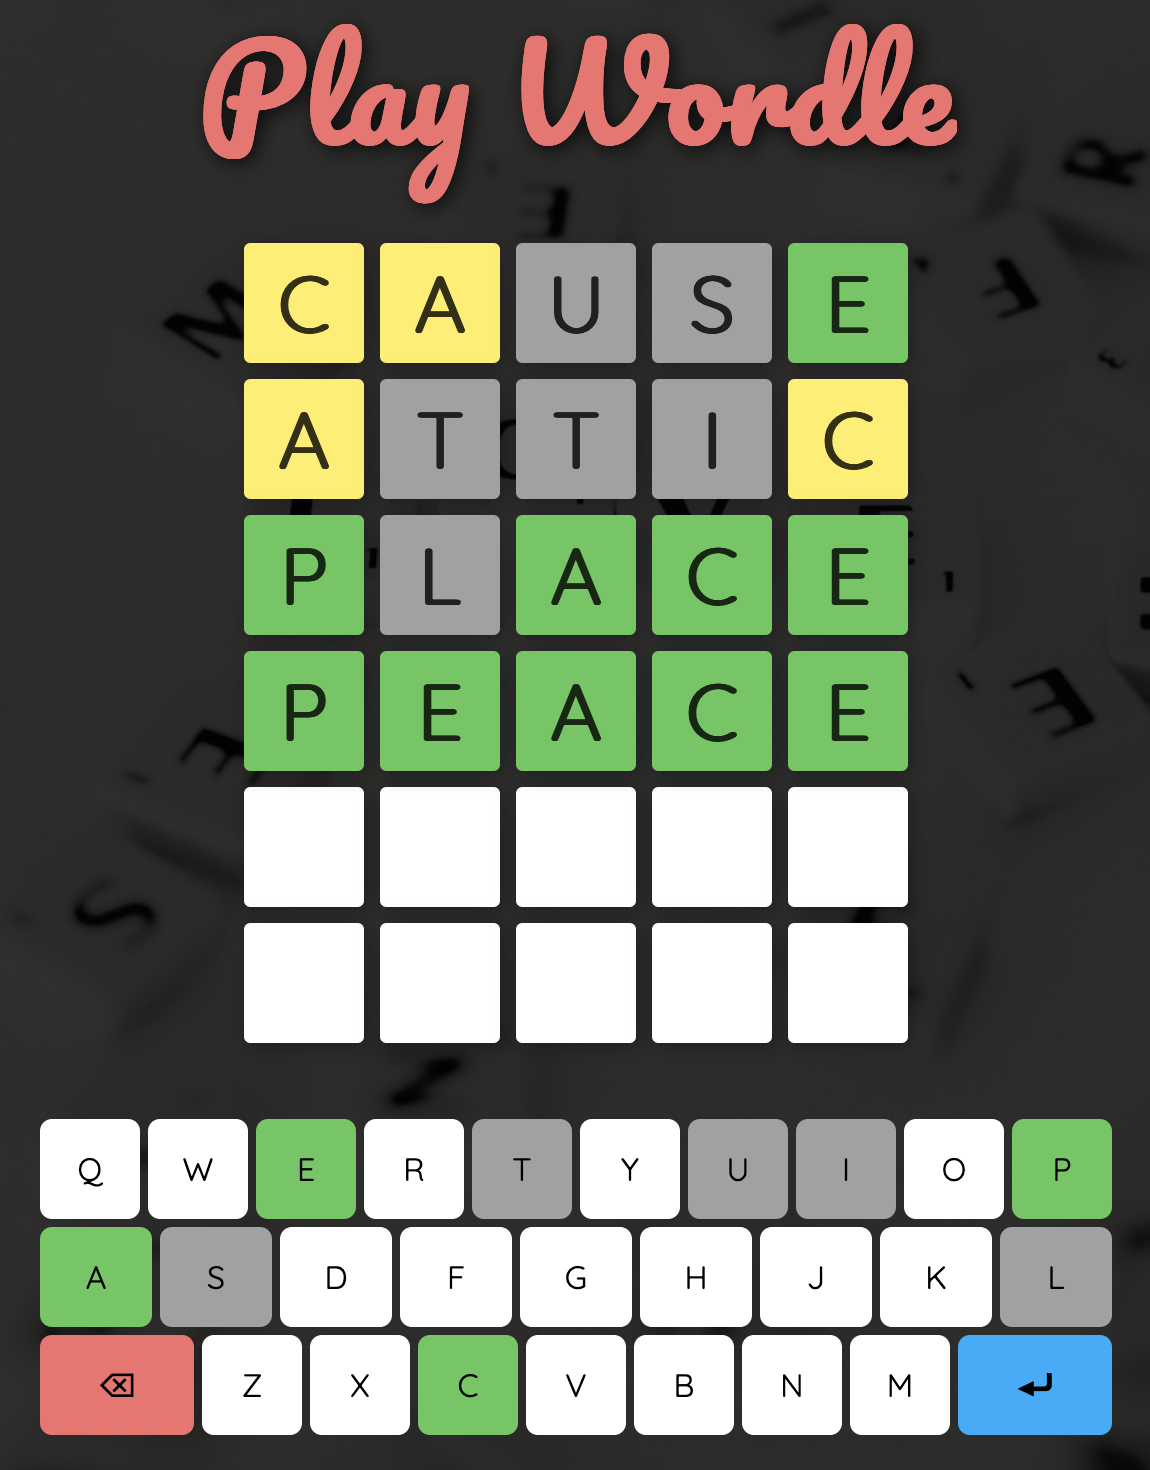 Play Wordle
C A U S E
A T T I C
P L A C E
P E A C E
Q W E R T Y U I O P
A S D F G H J K L
Z X C V B N M